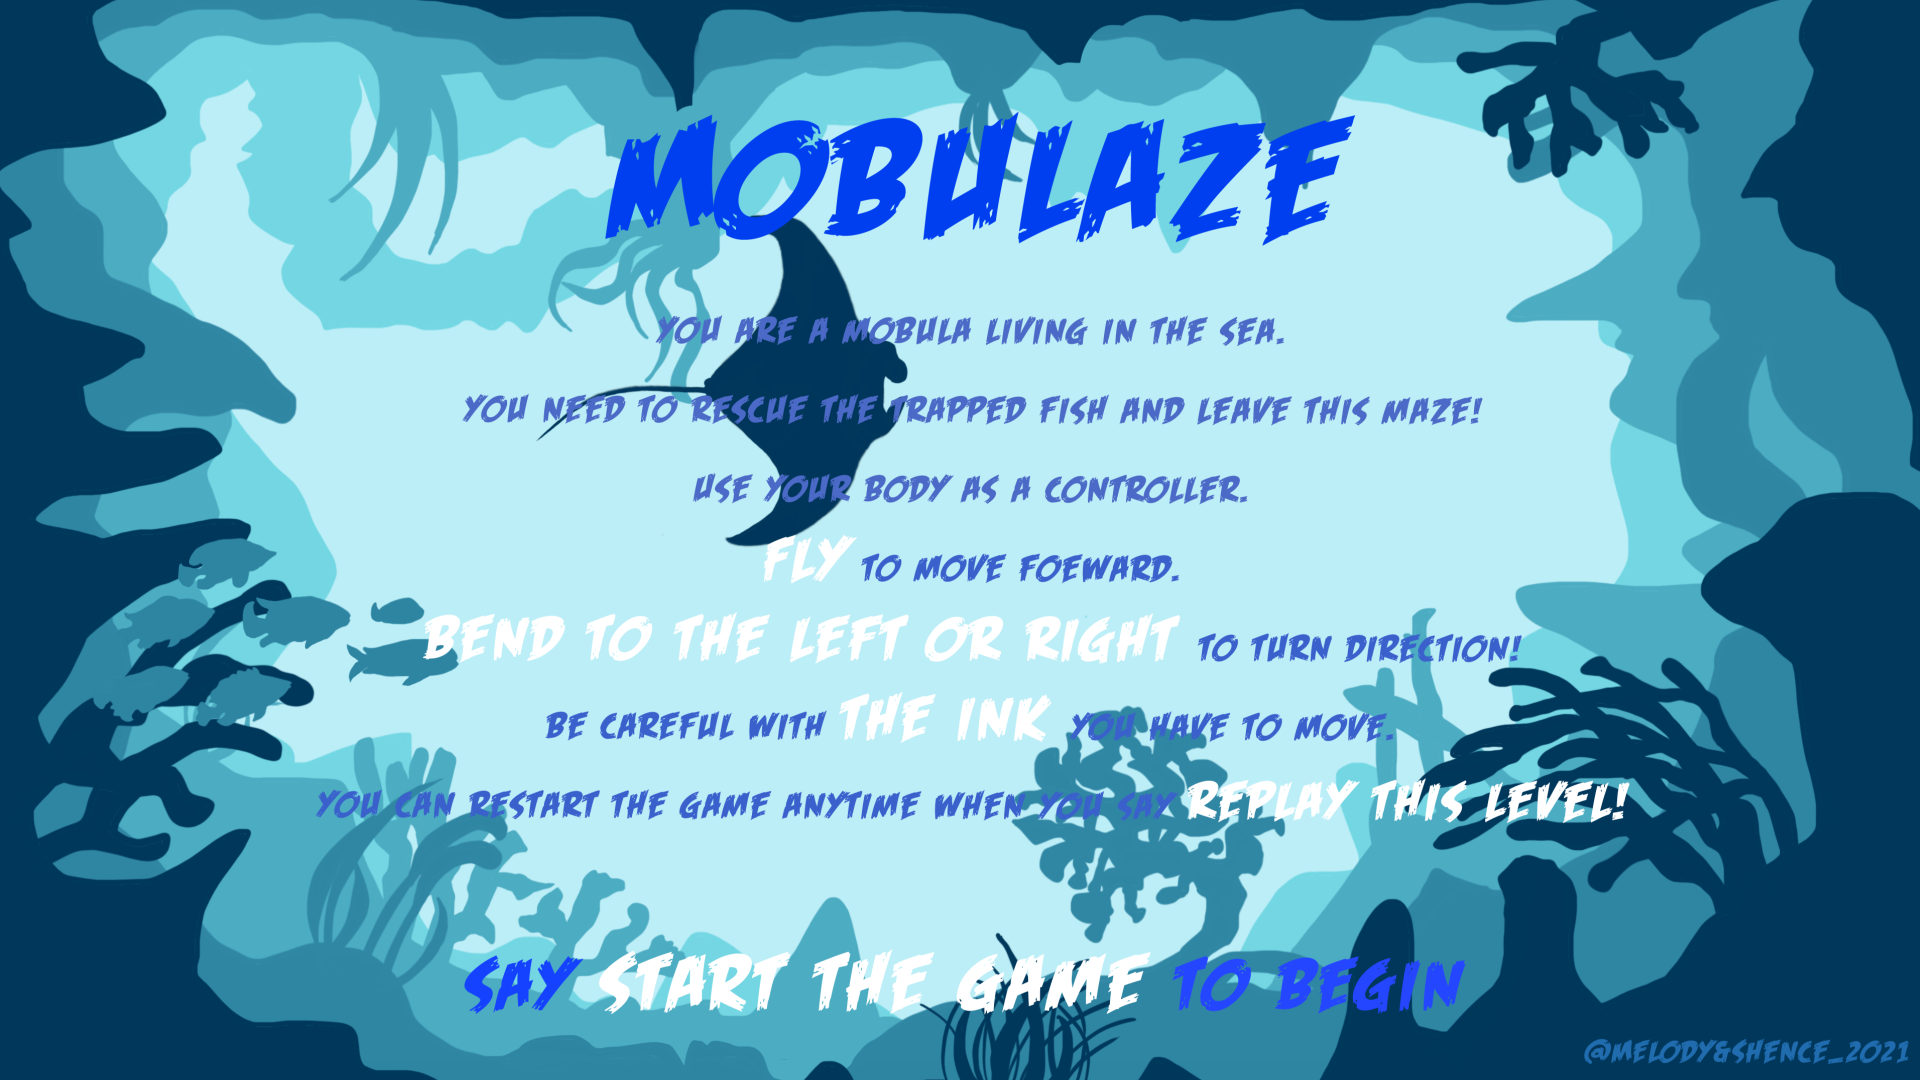 MOBULAZE
YOU ARE A MOBULA LIVING IN THE SEA.
YOU NEED TO RESCUE THE TRAPPED FISH AND LEAVE THIS MAZE!
USE YOUR BODY AS A CONTROLLER.
FLY TO MOVE FOEWARD.
BEND TO THE LEFT OR RIGHT TO TURN DIRECTION!
BE CAREFUL WITH THE INK YOU HAVE TO MOVE.
YOU CAN RESTART THE GAME ANYTIME WHEN YOU SAY REPLAY THIS LEVEL!
SAY START THE GAME TO BEGIN
@MELODY&SHENCE_2021